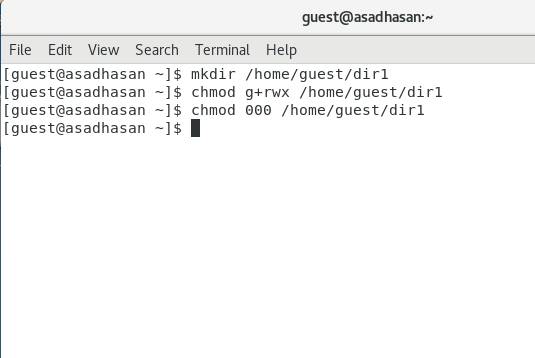 guest@asadhasan:~
File Edit View Search Terminal Help
[guest@asadhasan ~]$ mkdir /home/guest/dir1
[guest@asadhasan ~]$ chmod g+rwx /home/guest/dir1
[guest@asadhasan ~]$ chmod 000 /home/guest/dir1
[guest@asadhasan ~]$